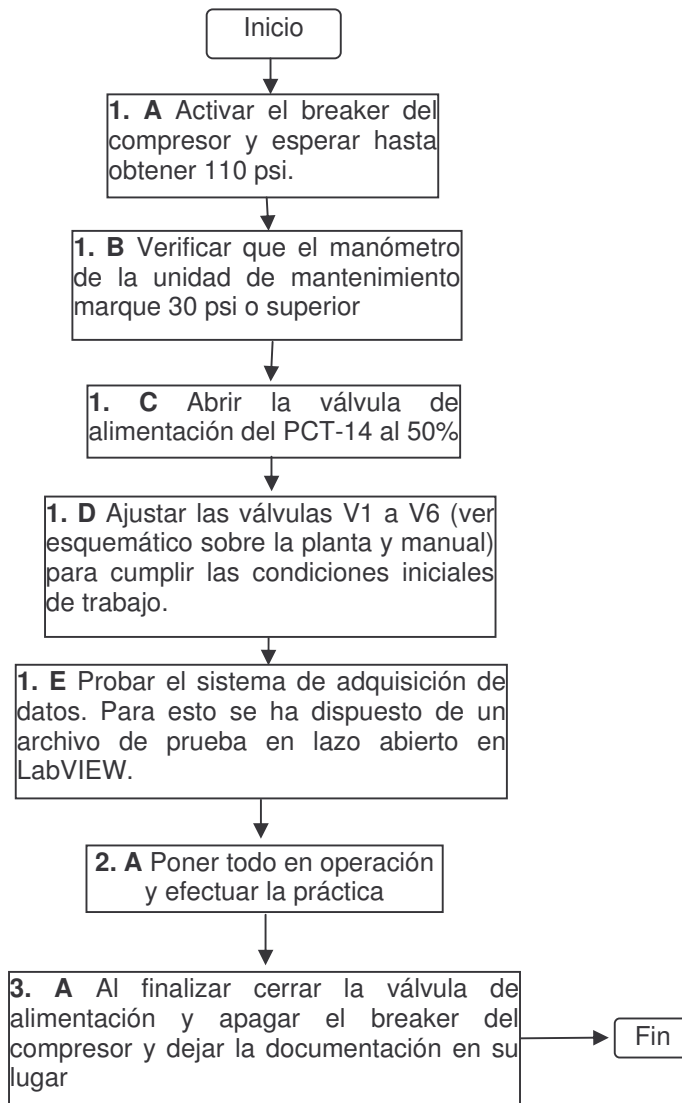 Inicio
1. A Activar el breaker del
compresor y esperar hasta
obtener 110 psi.
1. B Verificar que el manómetro
de la unidad de mantenimiento
marque 30 psi o superior
1. C Abrir la válvula de
alimentación del PCT-14 al 50%
1. D Ajustar las válvulas V1 a V6 (ver
esquemático sobre la planta y manual)
para cumplir las condiciones iniciales
de trabajo.
1. E Probar el sistema de adquisición de
datos. Para esto se ha dispuesto de un
archivo de prueba en lazo abierto en
LabVIEW.
2. A Poner todo en operación
y efectuar la práctica
3. A Al finalizar cerrar la válvula de
alimentación y apagar el breaker del
compresor y dejar la documentación en su
lugar
Fin